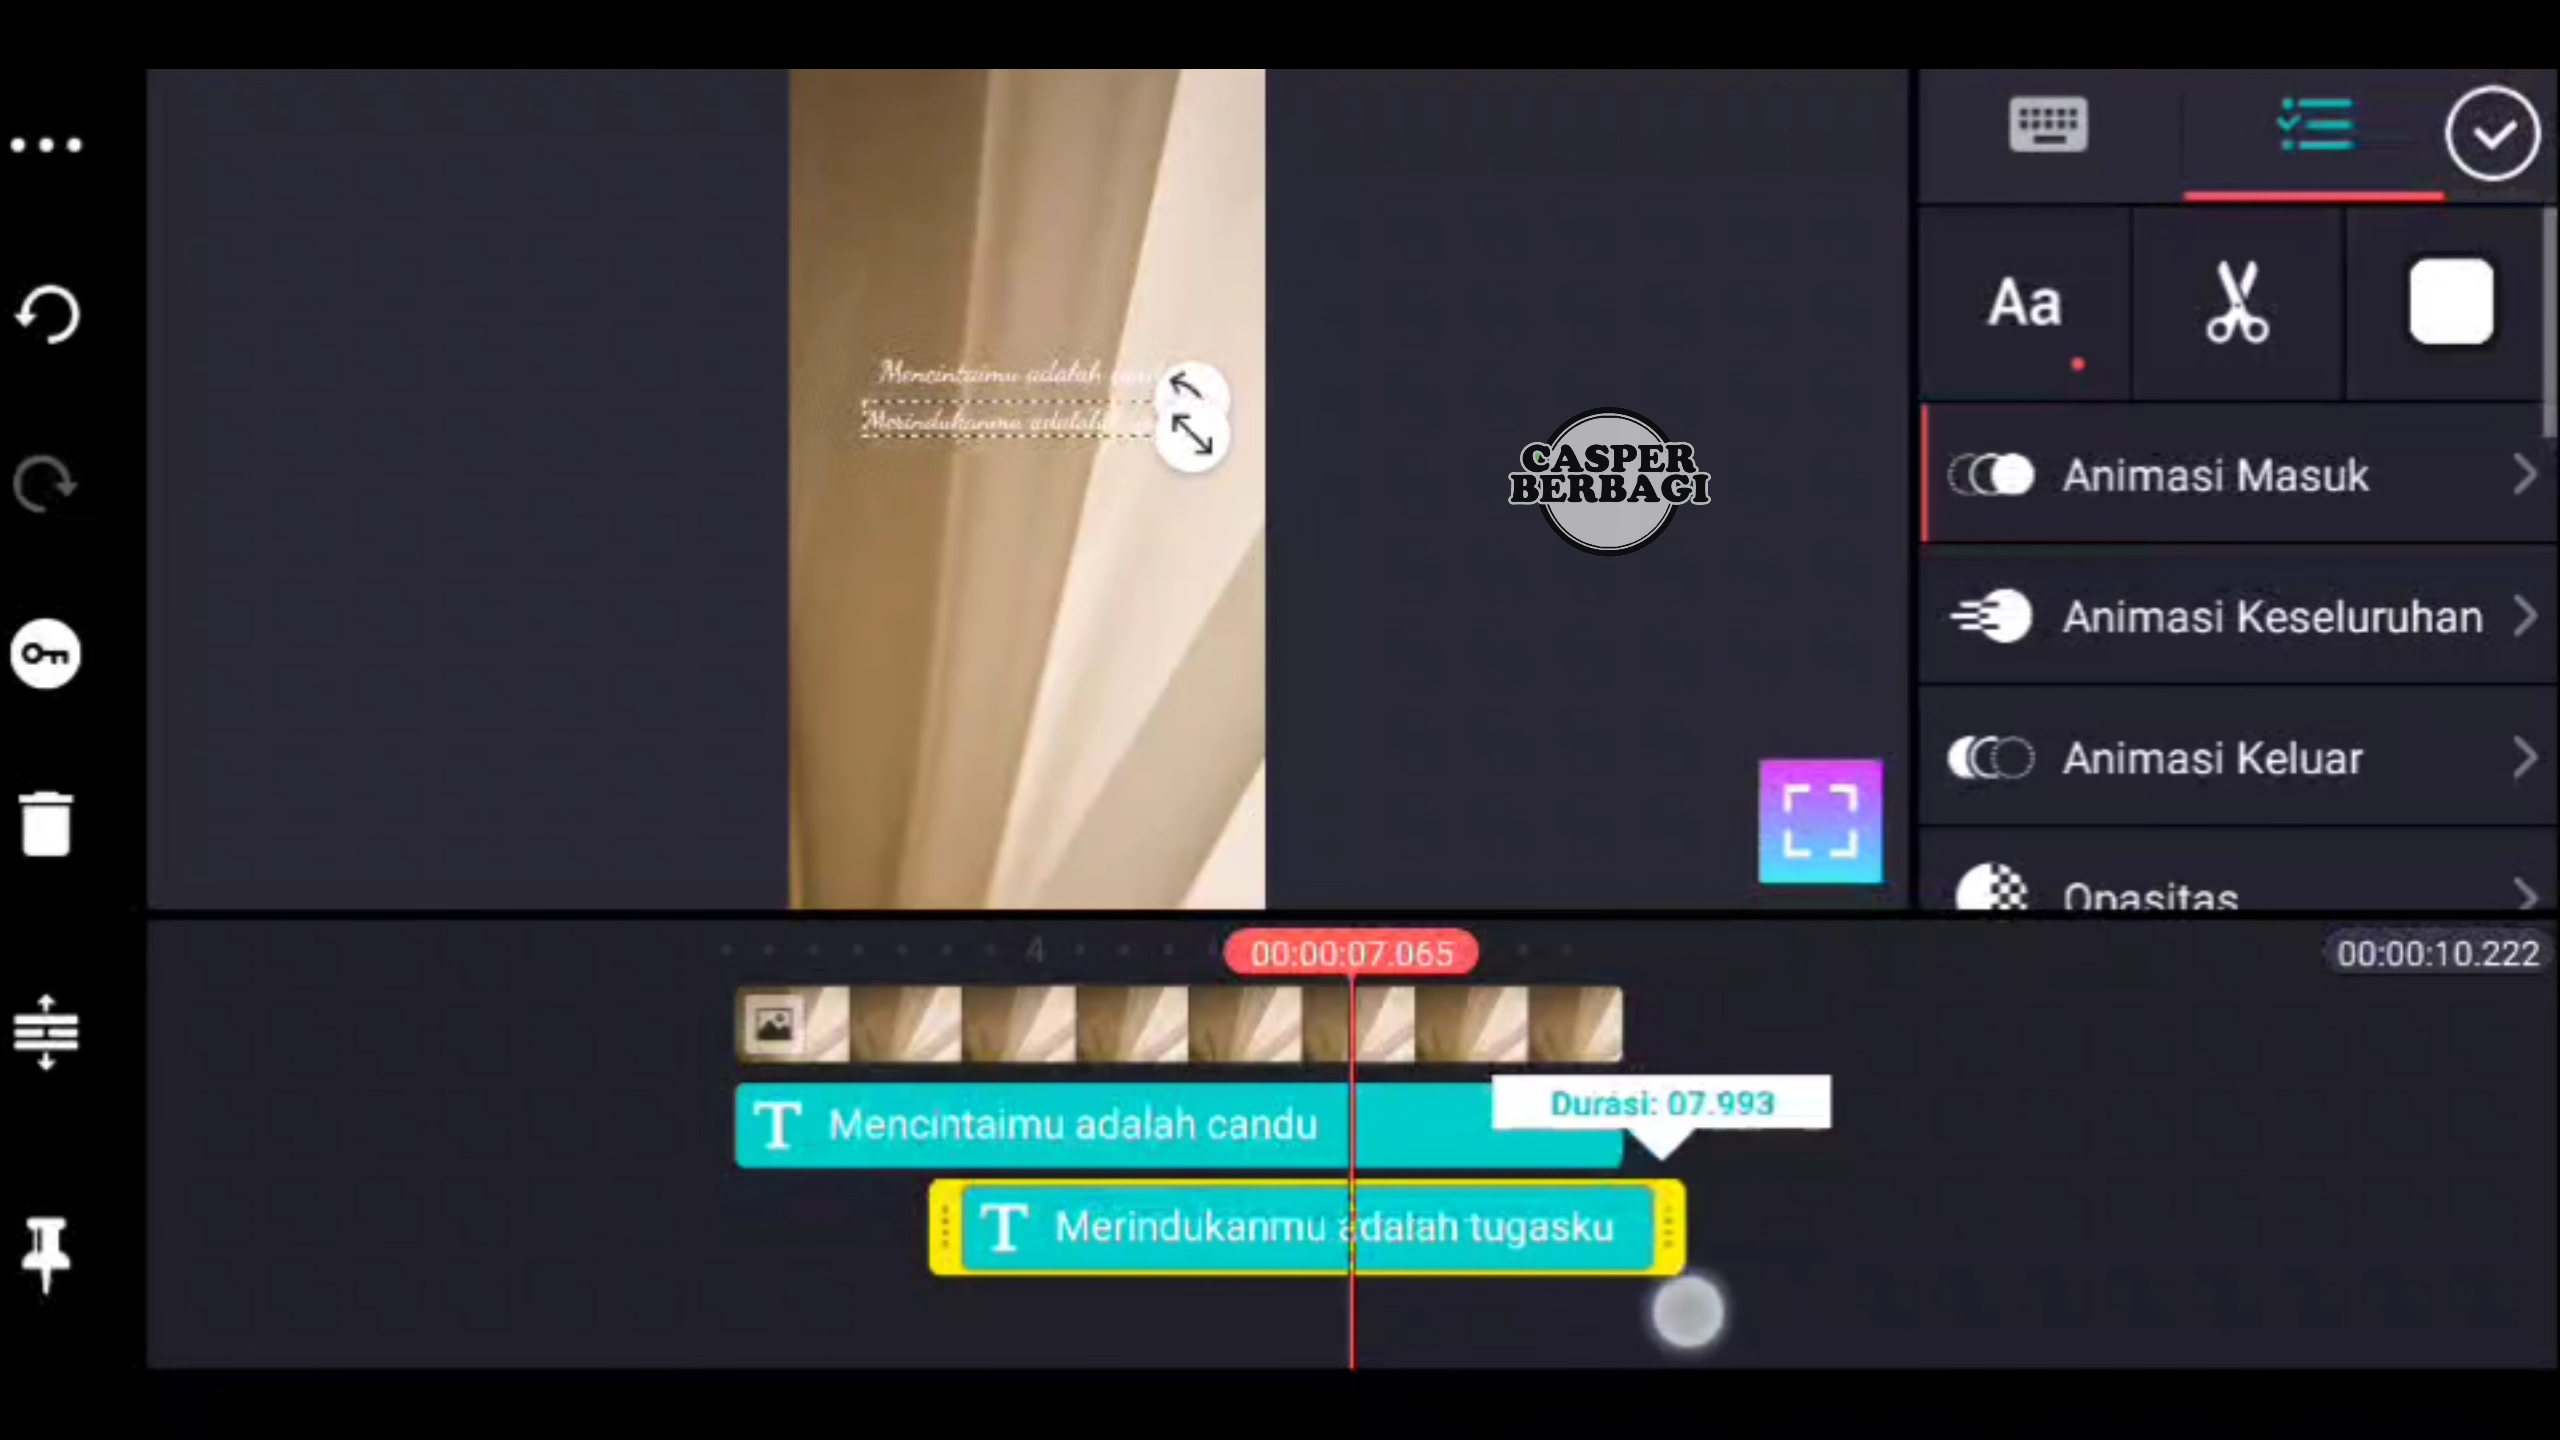 Mencintaimu adalah
Merindukanmu adalah
CASPER
BERBAGI
Aa
Animasi Masuk
Animasi Keseluruhan
Animasi Keluar
Opasitas
4
00:00:07.065
00:00:10.222
Durasi: 07.993
T Mencintaimu adalah candu
T Merindukanmu adalah tugasku